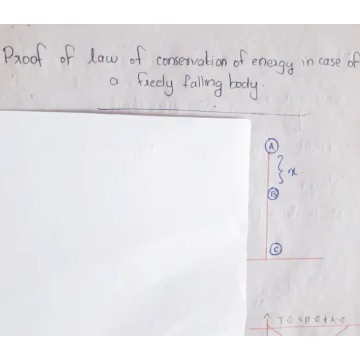 Proof of law of conservation of energy in case of
a freely falling body.
A
x
B
C